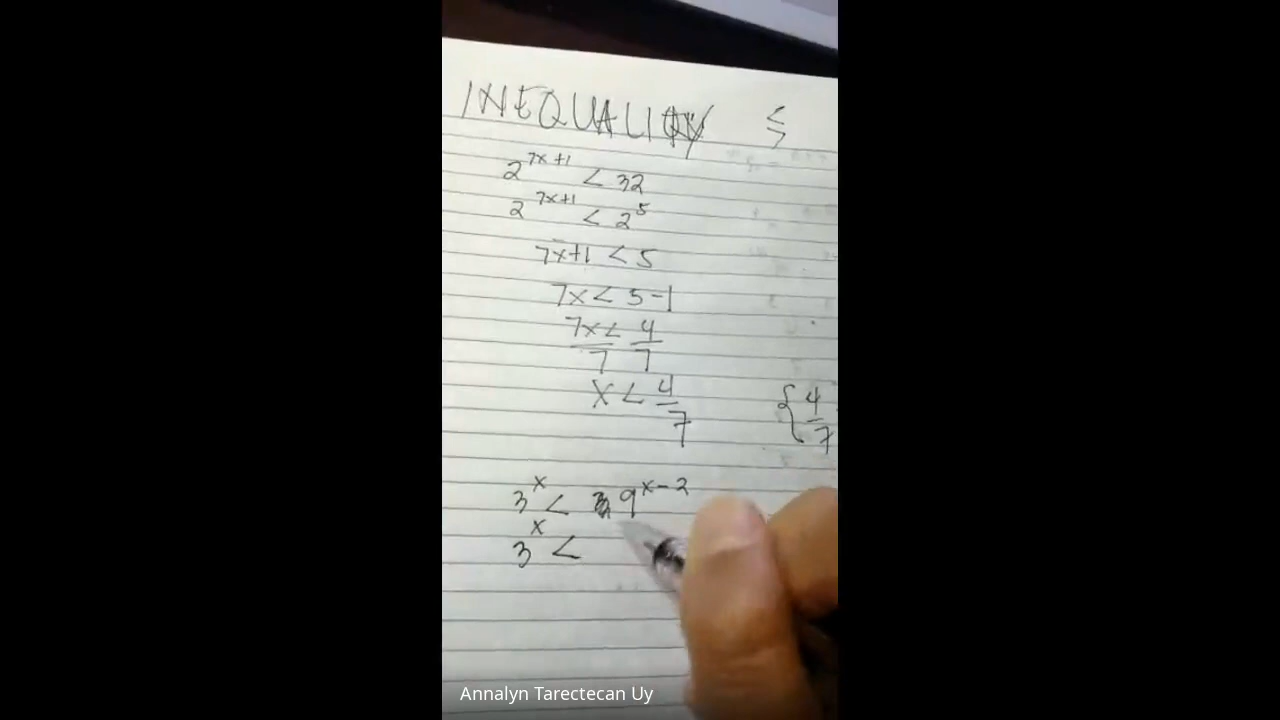 INEQUALITY ≤
2^{7x+1} < 32
2^{7x+1} < 2^5
7x+1 < 5
7x < 5-1
7x/7 < 4/7
x < 4/7
{4/7
3^x < 9^{x-2}
3^x <
Annalyn Tarectecan Uy